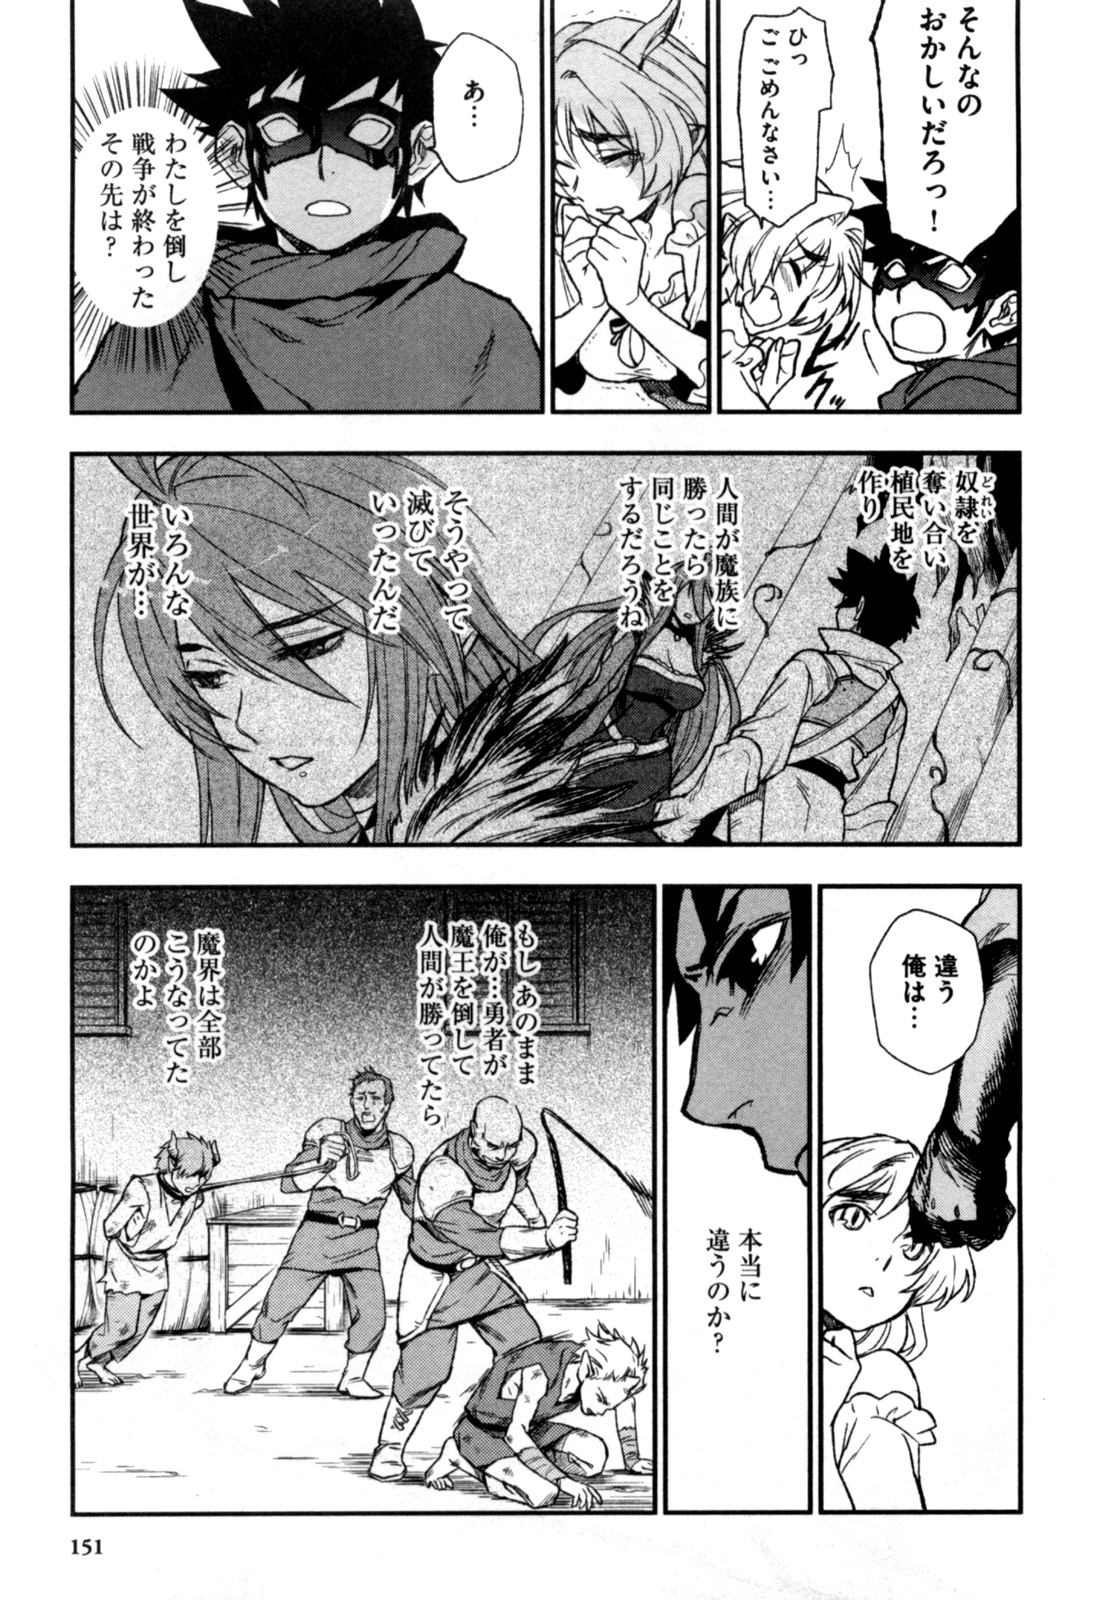 そんなの
おかしいだろっ！
ひっ
ご ごめんなさい…
ビクッ
あ…
わたしを倒し
戦争が終わった
その先は？
奴隷を
どれい
奪い合い
植民地を
作り
人間が魔族に
勝ったら
同じことを
するだろうね
そうやって
滅びて
いったんだ
いろんな
世界が…
違う
俺は…
本当に
違うのか？
もし あのまま
俺が…勇者が
魔王を倒して
人間が勝ってたら
魔界は全部
こうなってた
のかよ
151